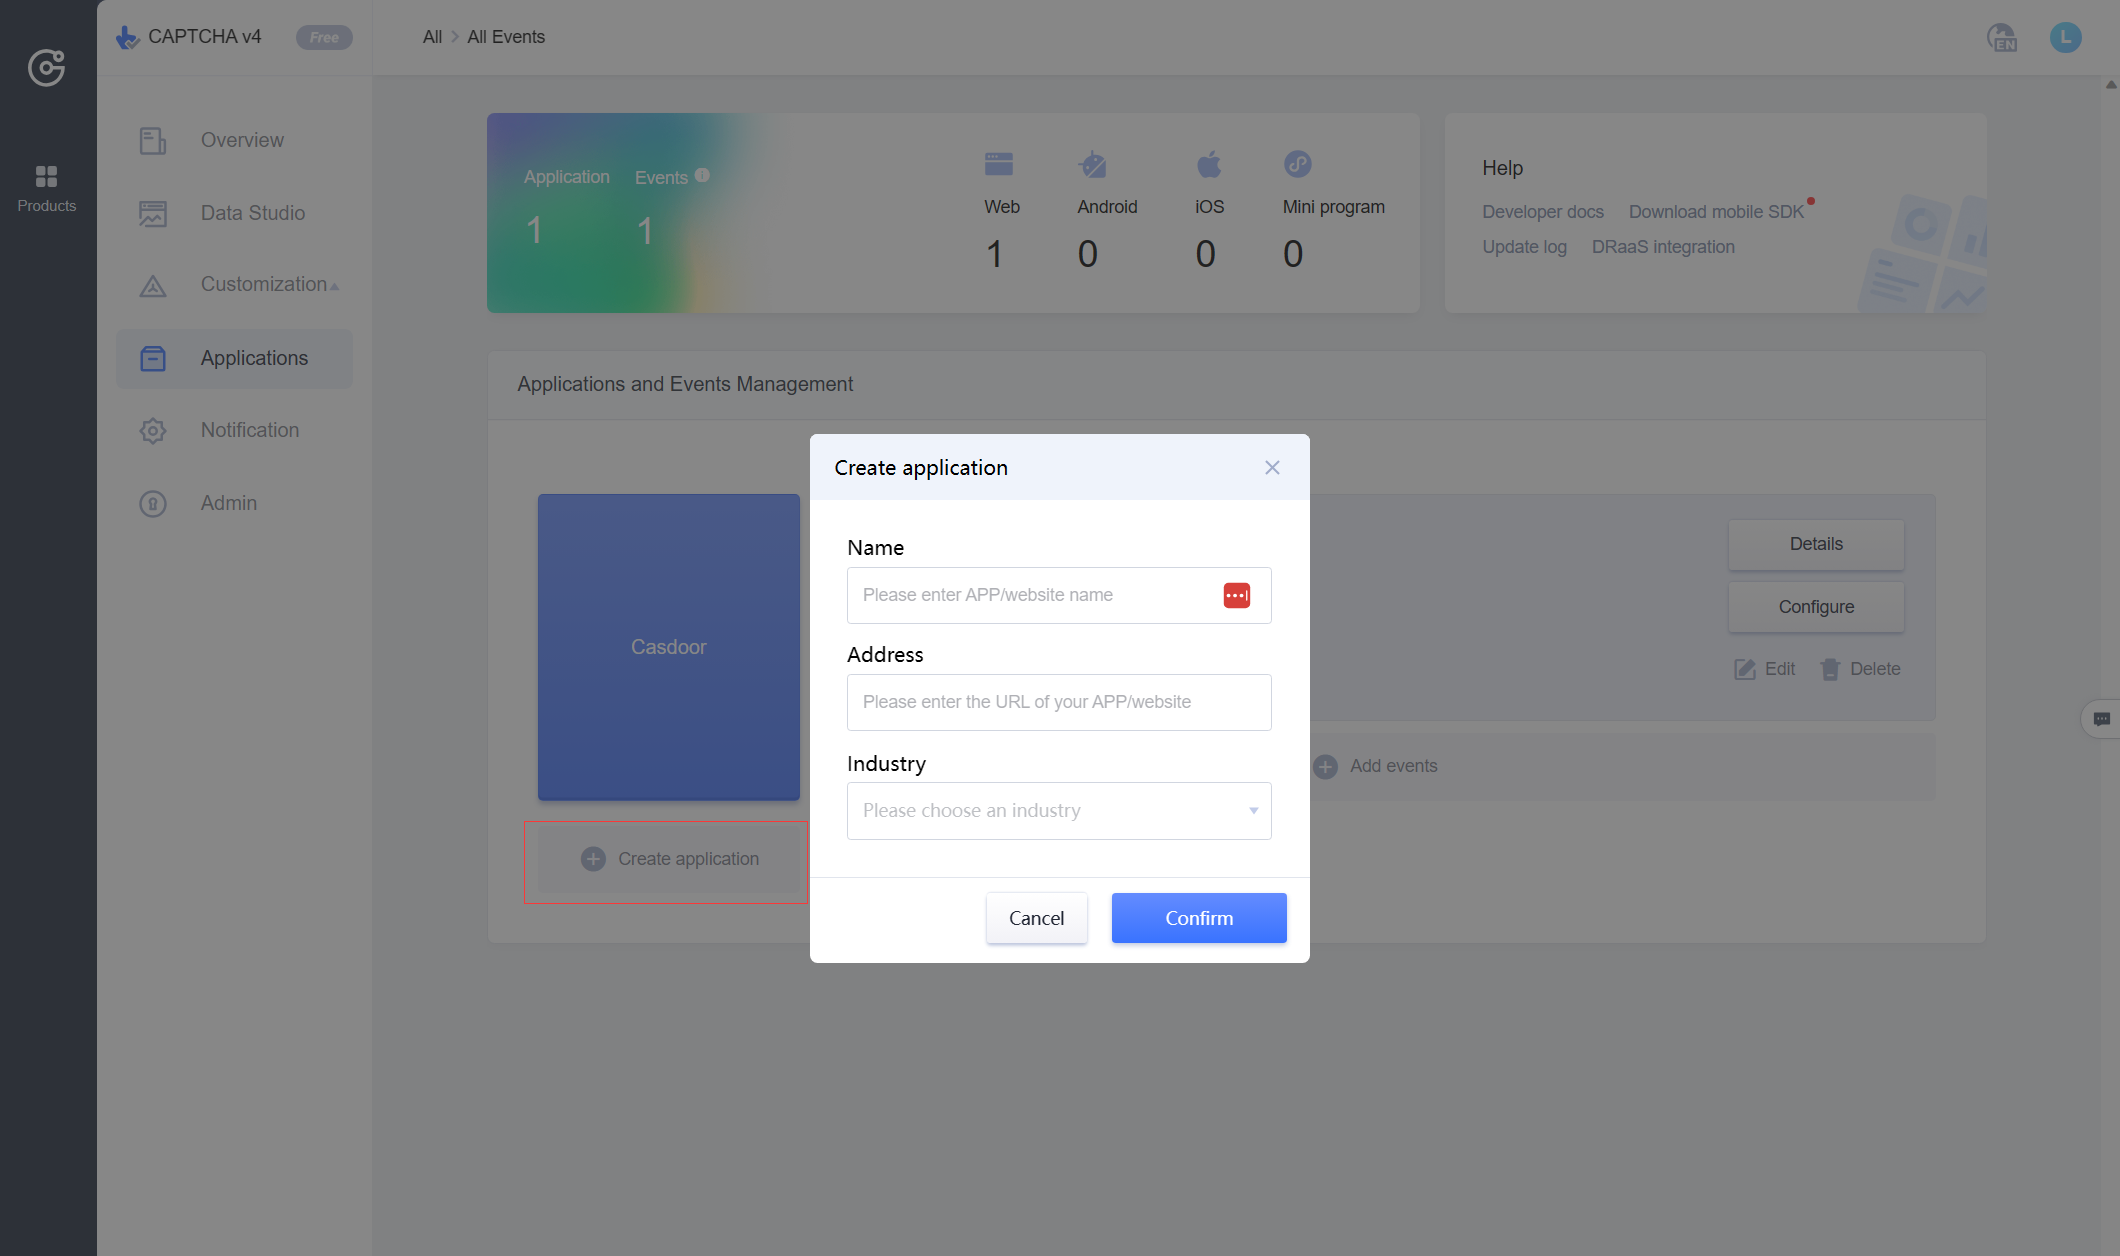 CAPTCHA v4
Free
All > All Events
EN
L
Products
Overview
Data Studio
Customization
Applications
Notification
Admin
Application
1
Events
1
Web
1
Android
0
iOS
0
Mini program
0
Help
Developer docs
Download mobile SDK
Update log
DRaaS integration
Applications and Events Management
Casdoor
Create application
Details
Configure
Edit
Delete
Add events
Create application
Name
Please enter APP/website name
Address
Please enter the URL of your APP/website
Industry
Please choose an industry
Cancel
Confirm